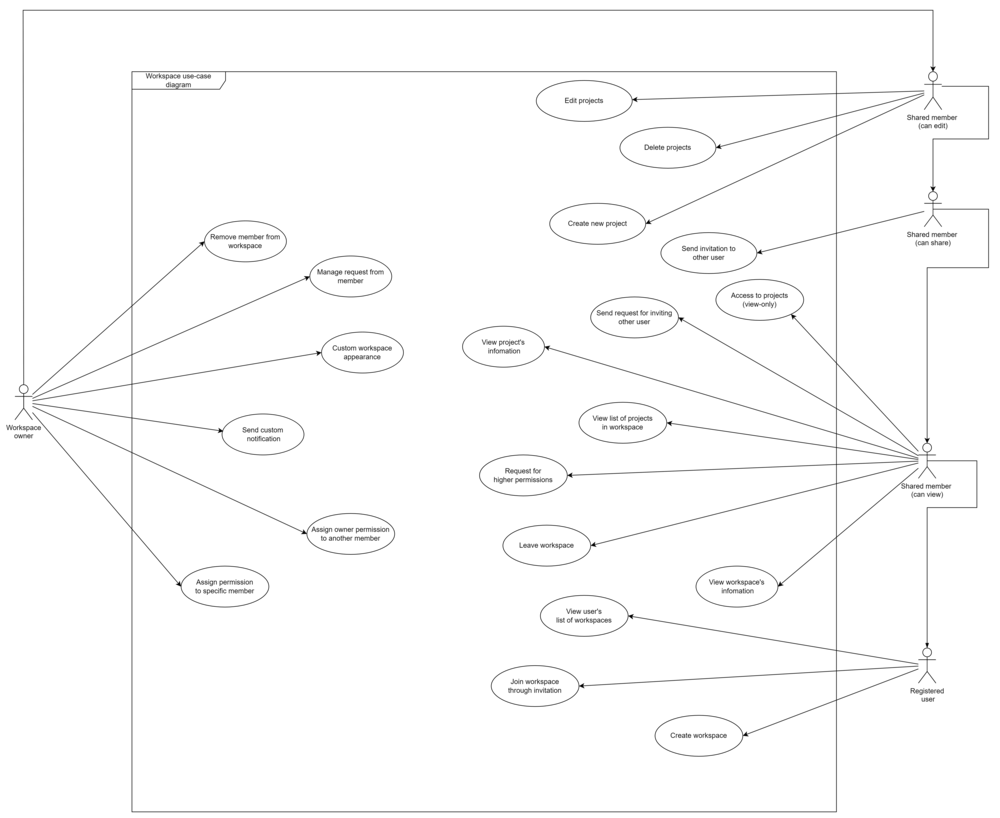 Workspace use-case
diagram
Edit projects
Shared member
(can edit)
Delete projects
Create new project
Shared member
(can share)
Remove member from
workspace
Send invitation to
other user
Manage request from
member
Access to projects
(view-only)
Send request for inviting
other user
View project's
infomation
Custom workspace
appearance
Workspace
owner
View list of projects
in workspace
Send custom
notification
Request for
higher permissions
Shared member
(can view)
Assign owner permission
to another member
Leave workspace
Assign permission
to specific member
View workspace's
infomation
View user's
list of workspaces
Join workspace
through invitation
Registered
user
Create workspace